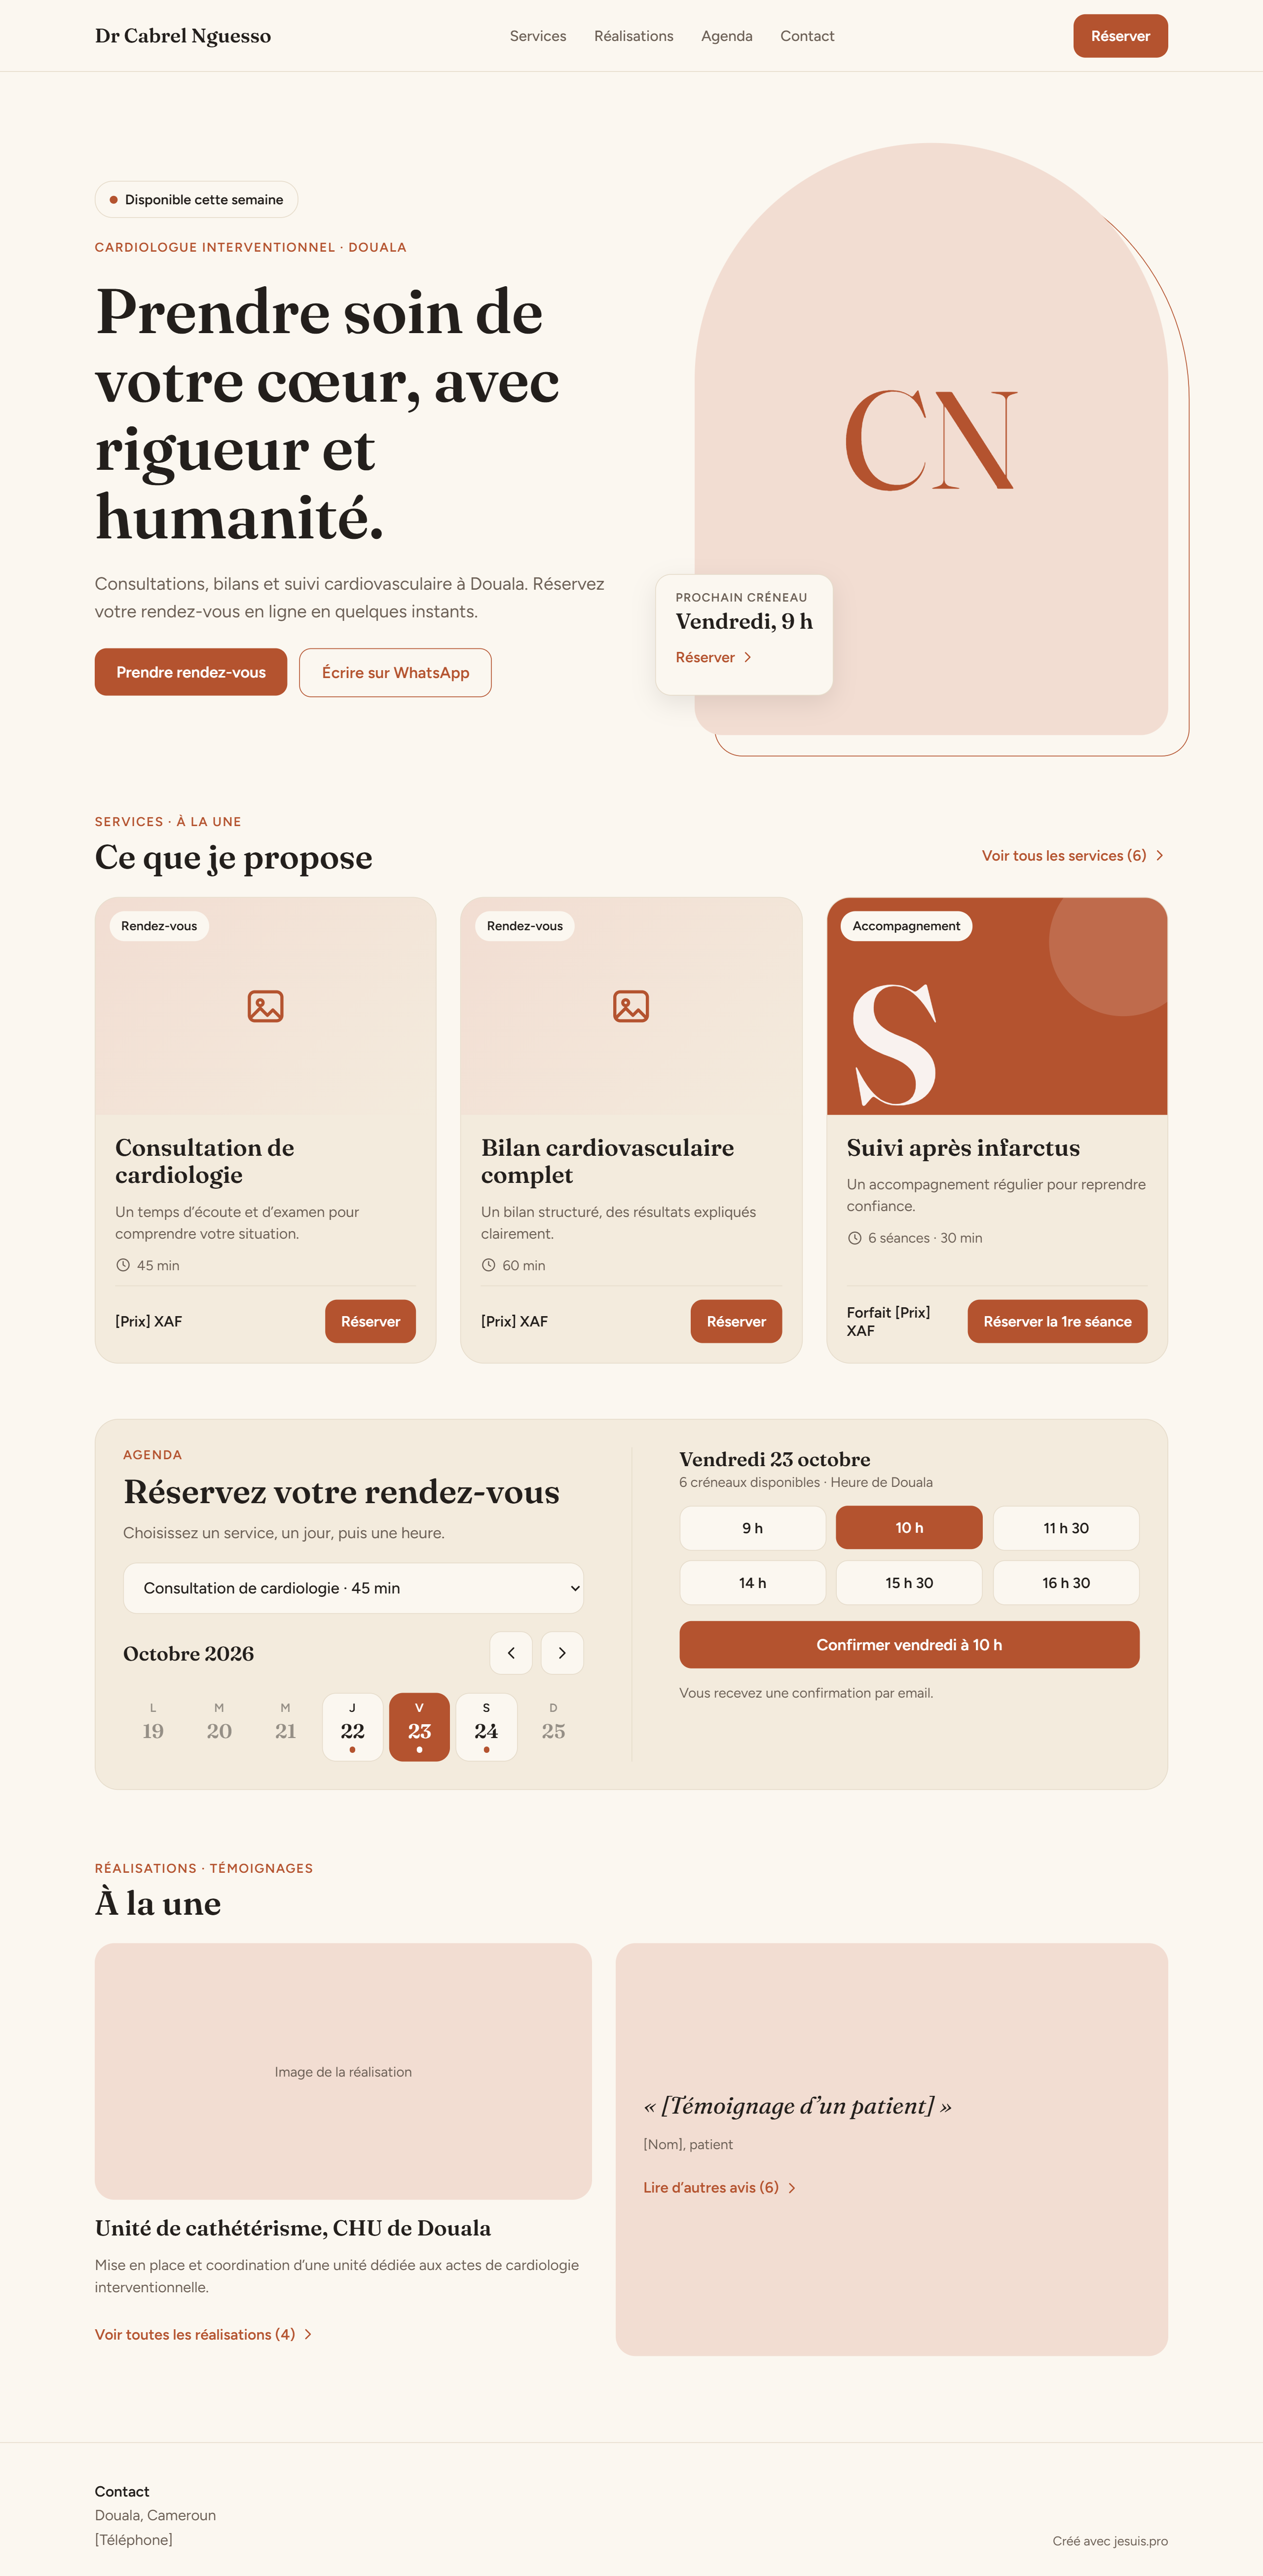 Dr Cabrel Nguesso
Services
Réalisations
Agenda
Contact
Réserver
Disponible cette semaine
CARDIOLOGUE INTERVENTIONNEL · DOUALA
Prendre soin de
votre cœur, avec
rigueur et
humanité.
Consultations, bilans et suivi cardiovasculaire à Douala. Réservez
votre rendez-vous en ligne en quelques instants.
Prendre rendez-vous
Écrire sur WhatsApp
CN
PROCHAIN CRÉNEAU
Vendredi, 9 h
Réserver
SERVICES · À LA UNE
Ce que je propose
Voir tous les services (6)
Rendez-vous
Consultation de
cardiologie
Un temps d’écoute et d’examen pour
comprendre votre situation.
45 min
[Prix] XAF
Réserver
Rendez-vous
Bilan cardiovasculaire
complet
Un bilan structuré, des résultats expliqués
clairement.
60 min
[Prix] XAF
Réserver
Accompagnement
S
Suivi après infarctus
Un accompagnement régulier pour reprendre
confiance.
6 séances · 30 min
Forfait [Prix]
XAF
Réserver la 1re séance
AGENDA
Réservez votre rendez-vous
Choisissez un service, un jour, puis une heure.
Consultation de cardiologie · 45 min
Octobre 2026
L M M J V S D
19 20 21 22 23 24 25
Vendredi 23 octobre
6 créneaux disponibles · Heure de Douala
9 h
10 h
11 h 30
14 h
15 h 30
16 h 30
Confirmer vendredi à 10 h
Vous recevez une confirmation par email.
RÉALISATIONS · TÉMOIGNAGES
À la une
Image de la réalisation
Unité de cathétérisme, CHU de Douala
Mise en place et coordination d’une unité dédiée aux actes de cardiologie
interventionnelle.
Voir toutes les réalisations (4)
« [Témoignage d’un patient] »
[Nom], patient
Lire d’autres avis (6)
Contact
Douala, Cameroun
[Téléphone]
Créé avec jesuis.pro